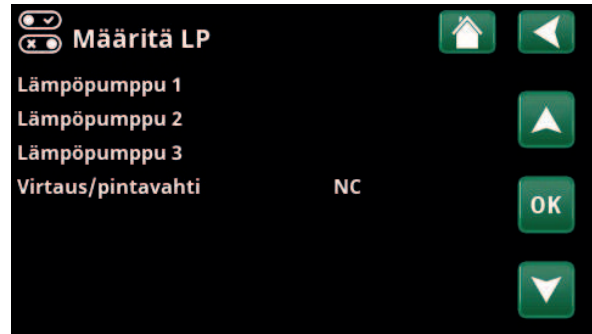 Määritä LP
Lämpöpumppu 1
Lämpöpumppu 2
Lämpöpumppu 3
Virtaus/pintavahti NC
OK